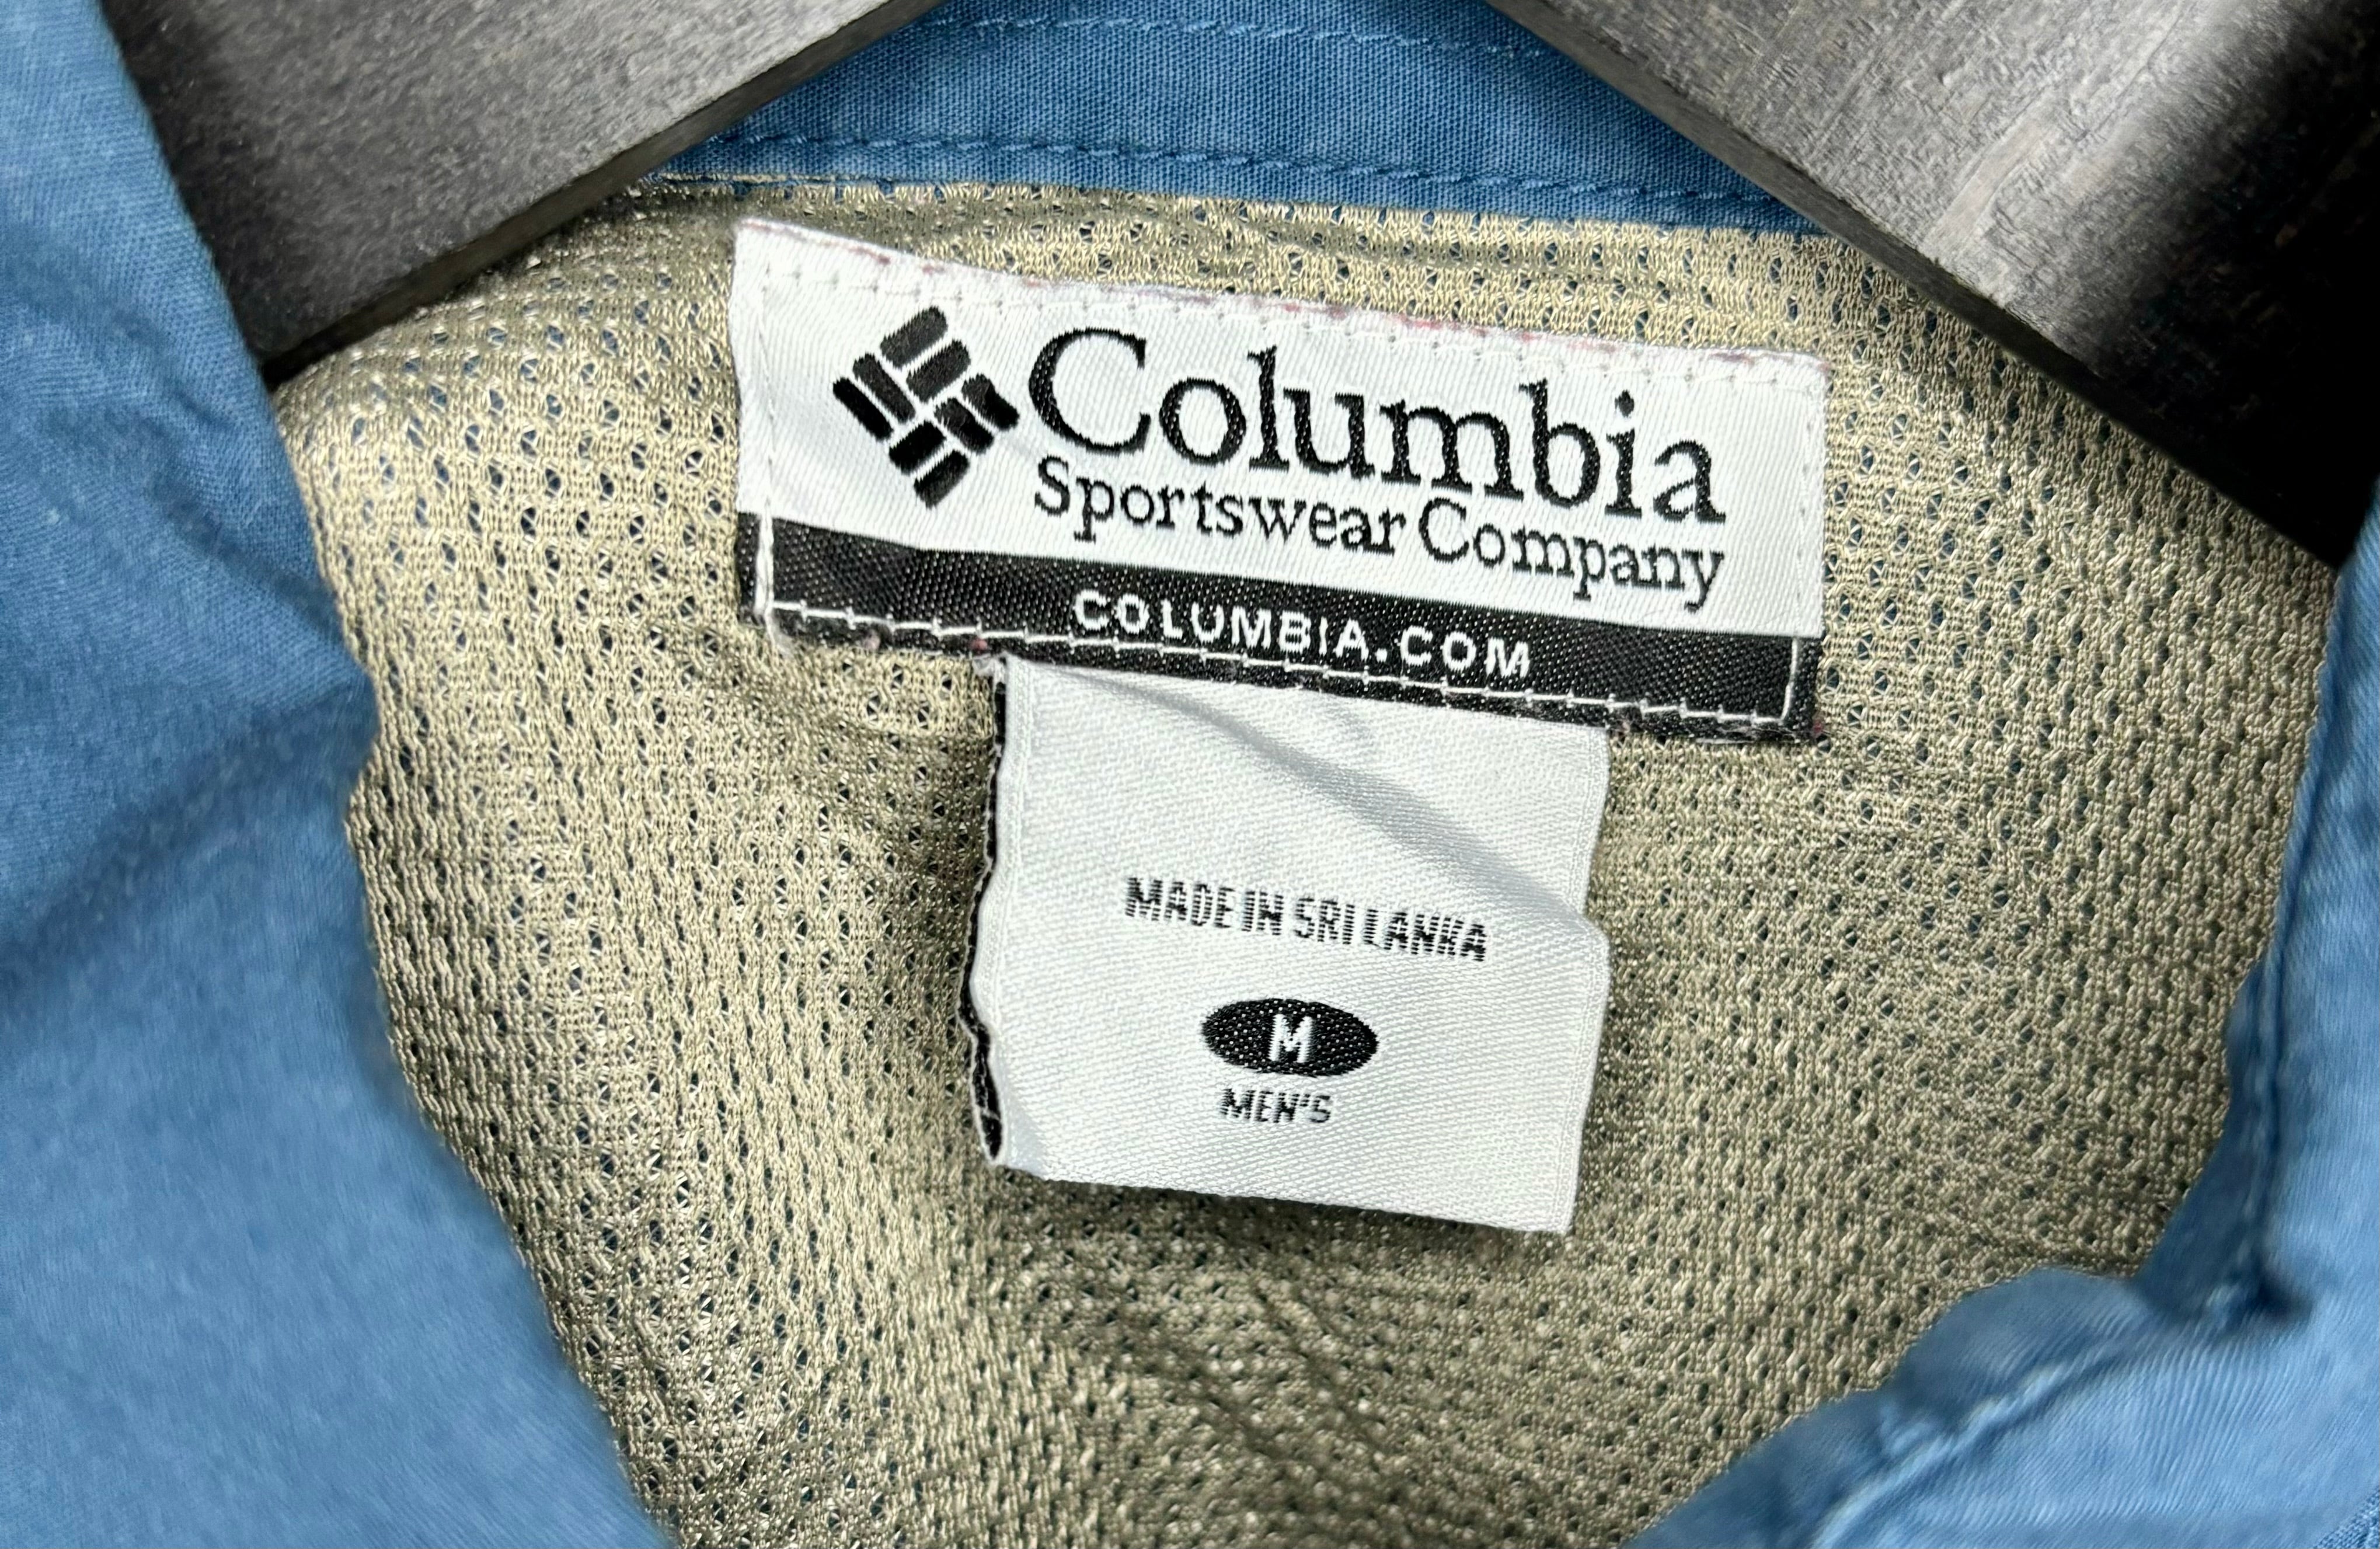 Columbia
Sportswear Company
COLUMBIA.COM
MADE IN SRI LANKA
M
MEN'S